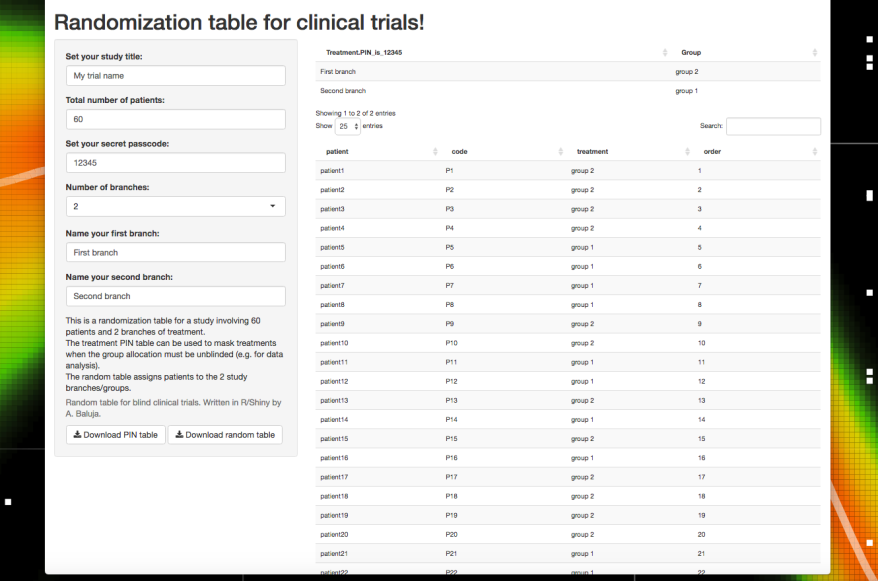 Randomization table for clinical trials!
Set your study title:
My trial name
Total number of patients:
60
Set your secret passcode:
12345
Number of branches:
2
Name your first branch:
First branch
Name your second branch:
Second branch
This is a randomization table for a study involving 60
patients and 2 branches of treatment.
The treatment PIN table can be used to mask treatments
when the group allocation must be unblinded (e.g. for data
analysis).
The random table assigns patients to the 2 study
branches/groups.
Random table for blind clinical trials. Written in R/Shiny by
A. Baluja.
Download PIN table Download random table
Treatment.PIN_is_12345 Group
First branch group 2
Second branch group 1
Showing 1 to 2 of 2 entries
Show 25 entries Search:
patient code treatment order
patient1 P1 group 2 1
patient2 P2 group 2 2
patient3 P3 group 2 3
patient4 P4 group 2 4
patient5 P5 group 1 5
patient6 P6 group 1 6
patient7 P7 group 1 7
patient8 P8 group 1 8
patient9 P9 group 2 9
patient10 P10 group 2 10
patient11 P11 group 1 11
patient12 P12 group 1 12
patient13 P13 group 2 13
patient14 P14 group 1 14
patient15 P15 group 2 15
patient16 P16 group 1 16
patient17 P17 group 2 17
patient18 P18 group 2 18
patient19 P19 group 2 19
patient20 P20 group 2 20
patient21 P21 group 1 21
patient22 P22 group 1 22